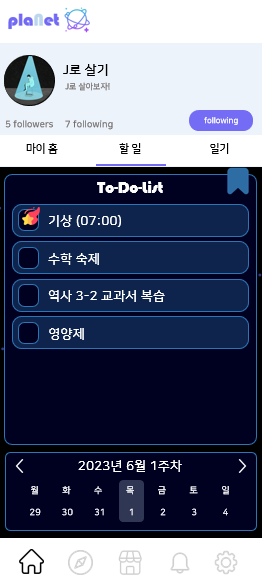 plaNet
J로 살기
J로 살아보자!
5 followers 7 following
following
마이 홈 할 일 일기
To-Do-List
기상 (07:00)
수학 숙제
역사 3-2 교과서 복습
영양제
2023년 6월 1주차
월 화 수 목 금 토 일
29 30 31 1 2 3 4